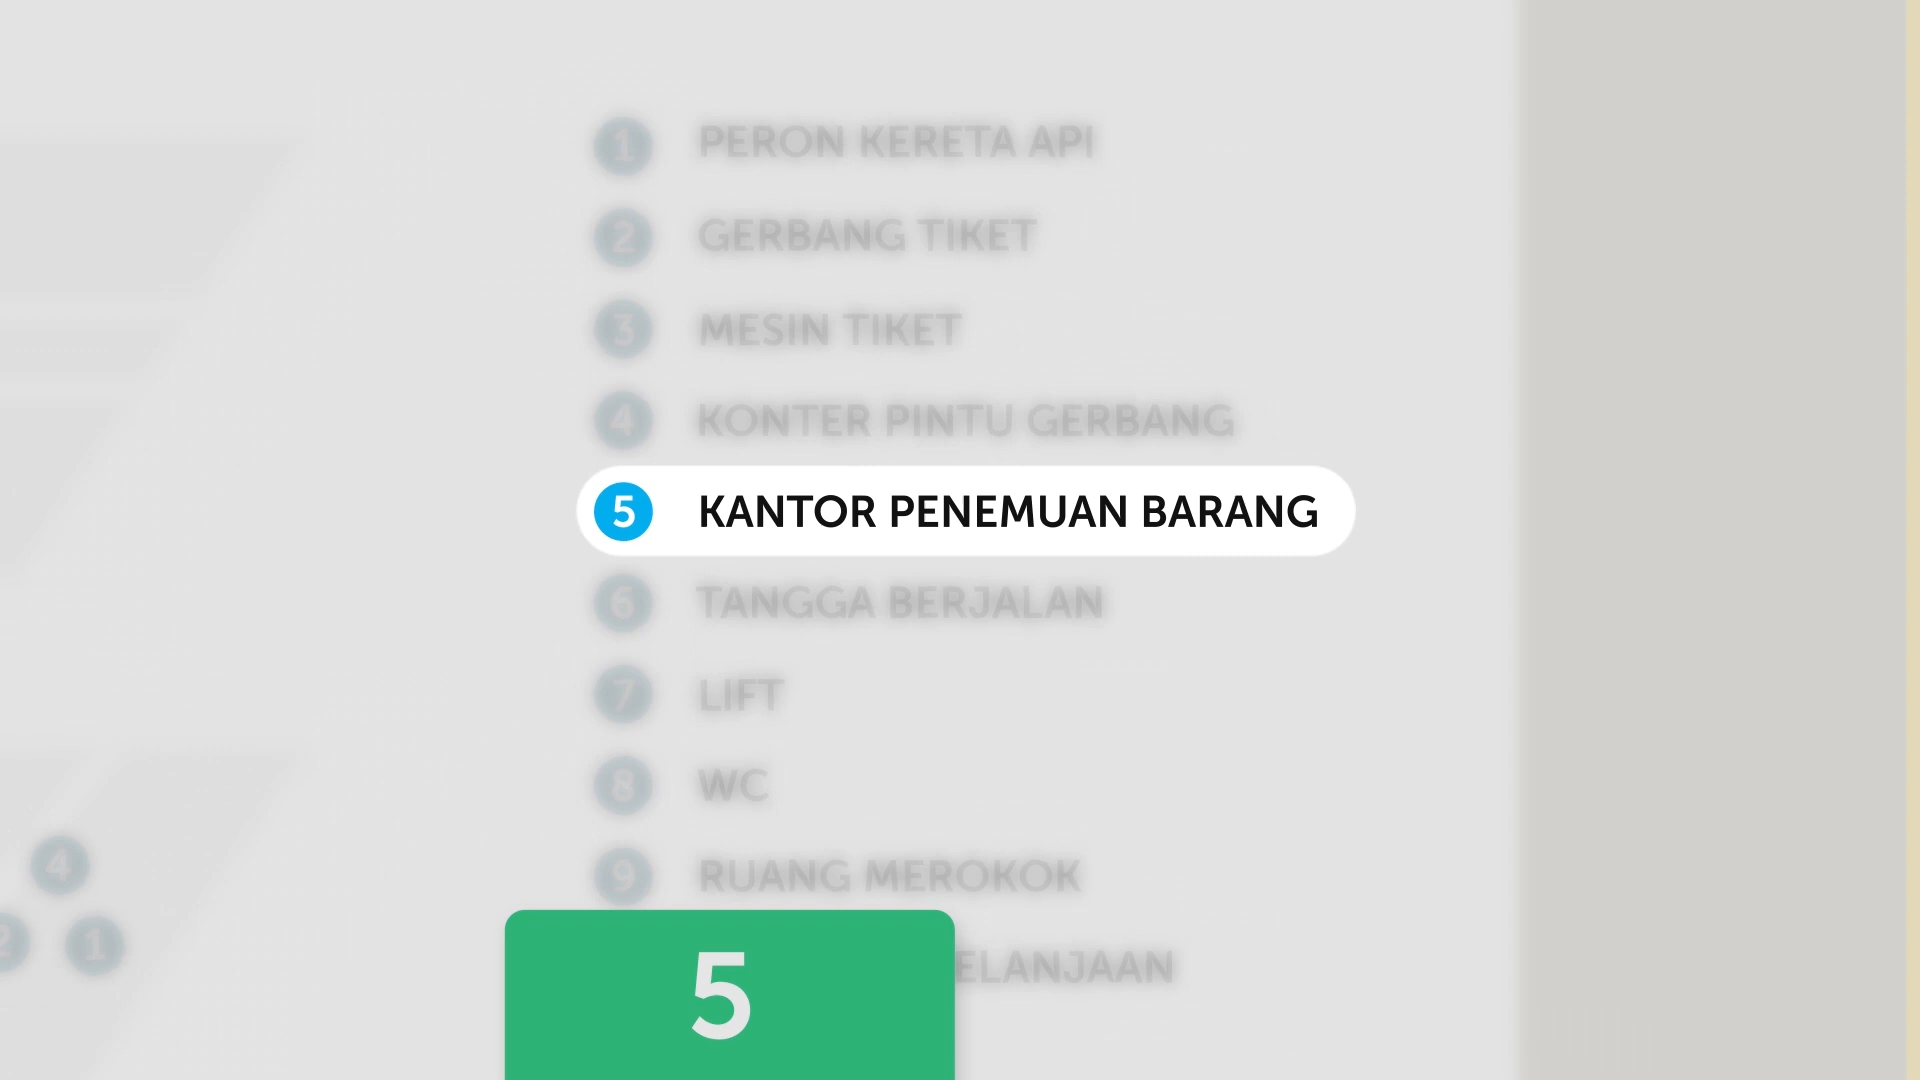 1 PERON KERETA API
2 GERBANG TIKET
3 MESIN TIKET
4 KONTER PINTU GERBANG
5 KANTOR PENEMUAN BARANG
6 TANGGA BERJALAN
7 LIFT
8 WC
9 RUANG MEROKOK
ELANJAAN
4
2 1
5